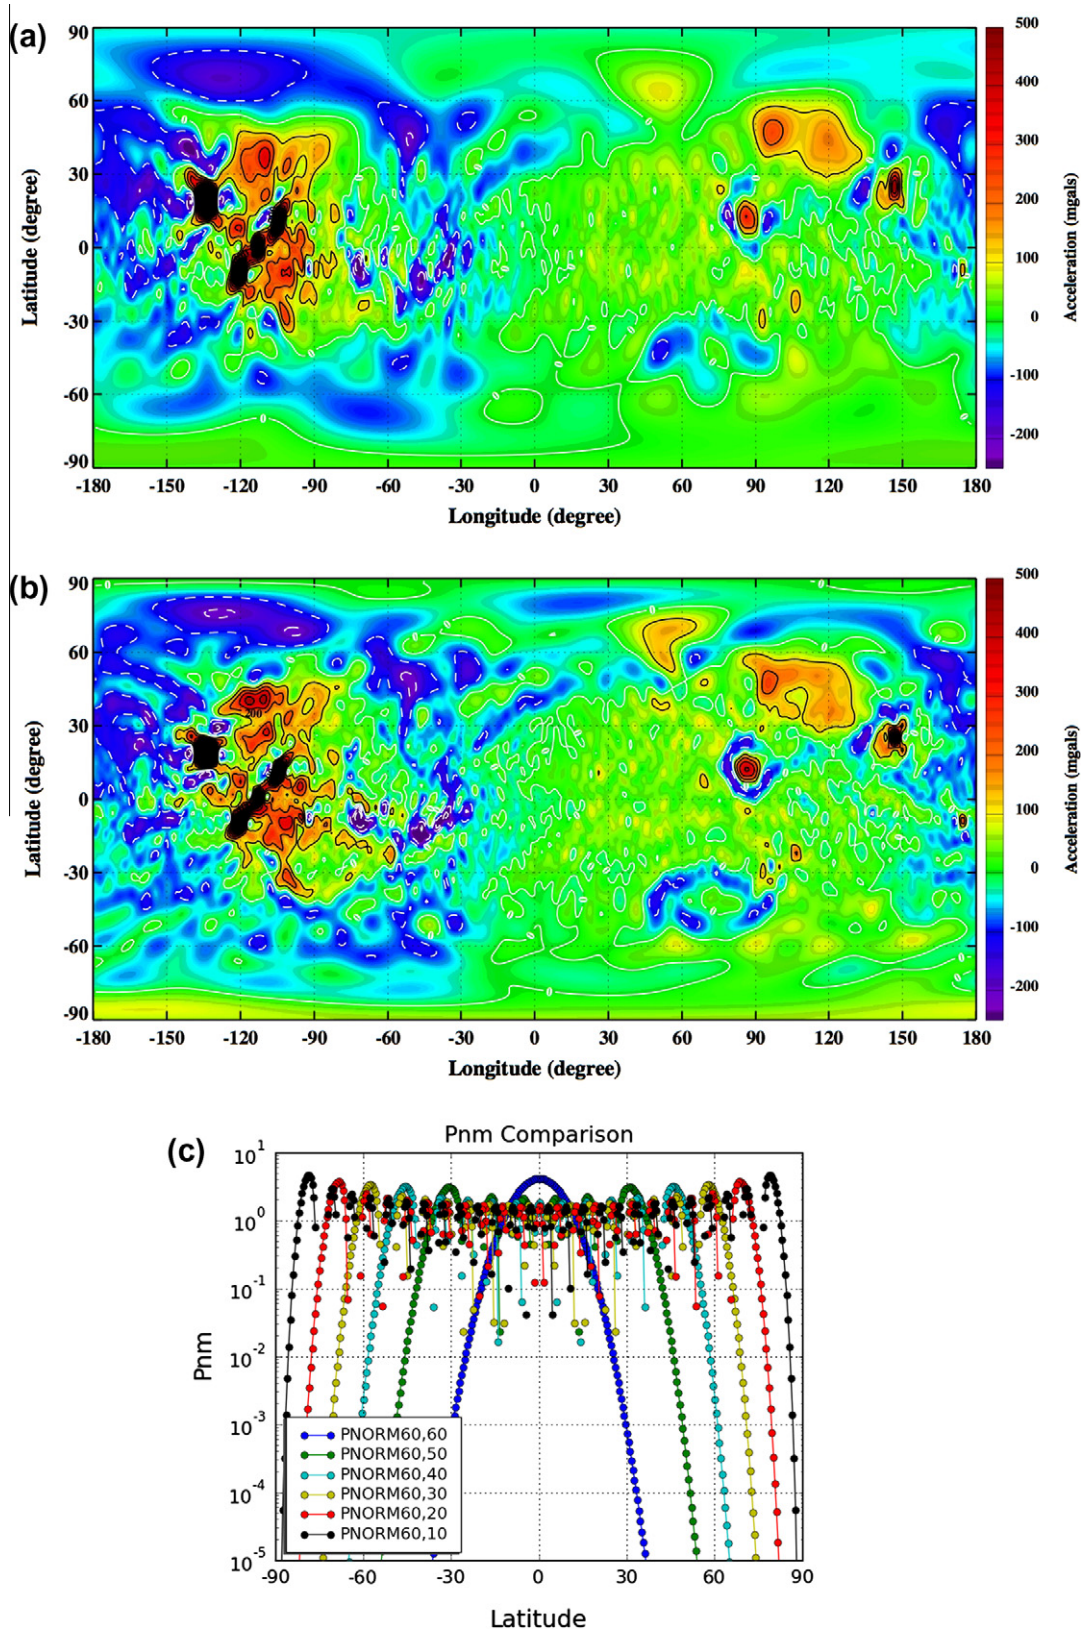 (a)
90
60
30
0
-30
-60
-90
Latitude (degree)
-180 -150 -120 -90 -60 -30 0 30 60 90 120 150 180
Longitude (degree)
500
400
300
200
100
0
-100
-200
Acceleration (mgals)
(b)
90
60
30
0
-30
-60
-90
Latitude (degree)
200
-180 -150 -120 -90 -60 -30 0 30 60 90 120 150 180
Longitude (degree)
500
400
300
200
100
0
-100
-200
Acceleration (mgals)
(c)
Pnm Comparison
10^1
10^0
10^-1
10^-2
10^-3
10^-4
10^-5
Pnm
PNORM60,60
PNORM60,50
PNORM60,40
PNORM60,30
PNORM60,20
PNORM60,10
-90 -60 -30 0 30 60 90
Latitude